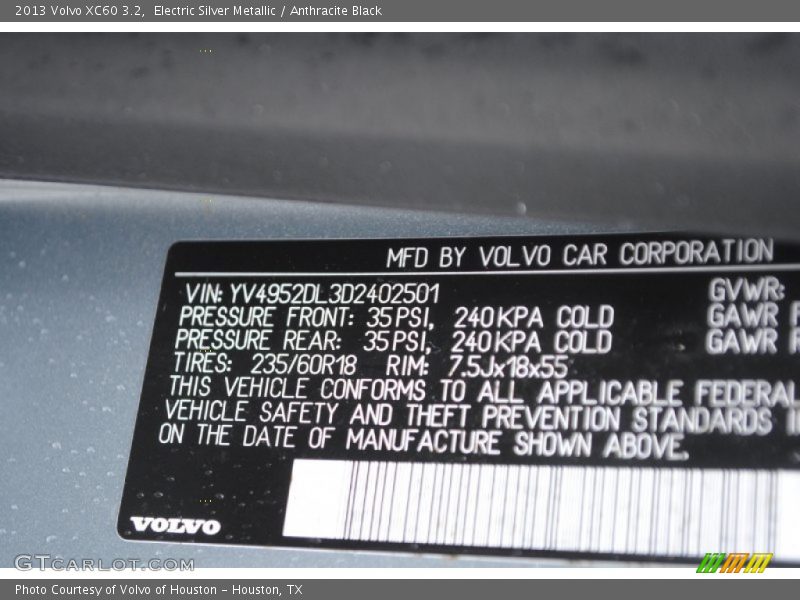 2013 Volvo XC60 3.2,  Electric Silver Metallic / Anthracite Black
MFD BY VOLVO CAR CORPORATION
VIN: YV4952DL3D2402501
GVWR:
PRESSURE FRONT: 35PSI, 240KPA COLD
GAWR F
PRESSURE REAR: 35PSI, 240KPA COLD
GAWR R
TIRES: 235/60R18 RIM: 7.5Jx18x55
THIS VEHICLE CONFORMS TO ALL APPLICABLE FEDERAL
VEHICLE SAFETY AND THEFT PREVENTION STANDARDS
ON THE DATE OF MANUFACTURE SHOWN ABOVE.
VOLVO
GTCARLOT.COM
Photo Courtesy of Volvo of Houston - Houston, TX